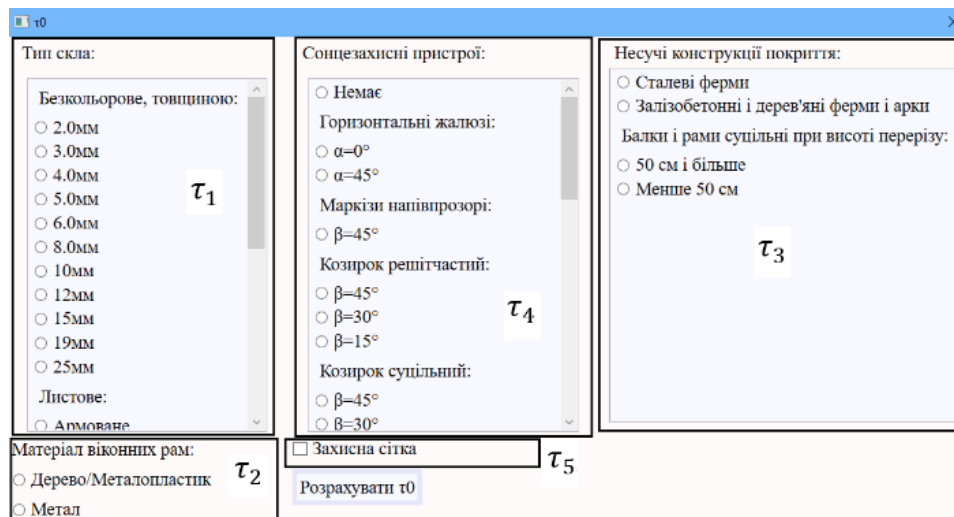 τ0
Тип скла:
Безкольорове, товщиною:
2.0мм
3.0мм
4.0мм
5.0мм
6.0мм
8.0мм
10мм
12мм
15мм
19мм
25мм
Листове:
Армоване
τ1
Матеріал віконних рам:
Дерево/Металопластик
Метал
τ2
Сонцезахисні пристрої:
Немає
Горизонтальні жалюзі:
α=0°
α=45°
Маркізи напівпрозорі:
β=45°
Козирок решітчастий:
β=45°
β=30°
β=15°
Козирок суцільний:
β=45°
β=30°
τ4
Захисна сітка
τ5
Розрахувати τ0
Несучі конструкції покриття:
Сталеві ферми
Залізобетонні і дерев'яні ферми і арки
Балки і рами суцільні при висоті перерізу:
50 см і більше
Менше 50 см
τ3